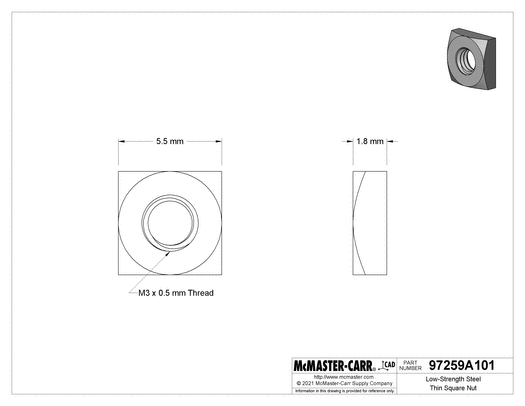 5.5 mm
1.8 mm
M3 x 0.5 mm Thread
McMASTER-CARR® CAD
http://www.mcmaster.com
© 2021 McMaster-Carr Supply Company
Information in this drawing is provided for reference only.
PART
NUMBER
97259A101
Low-Strength Steel
Thin Square Nut